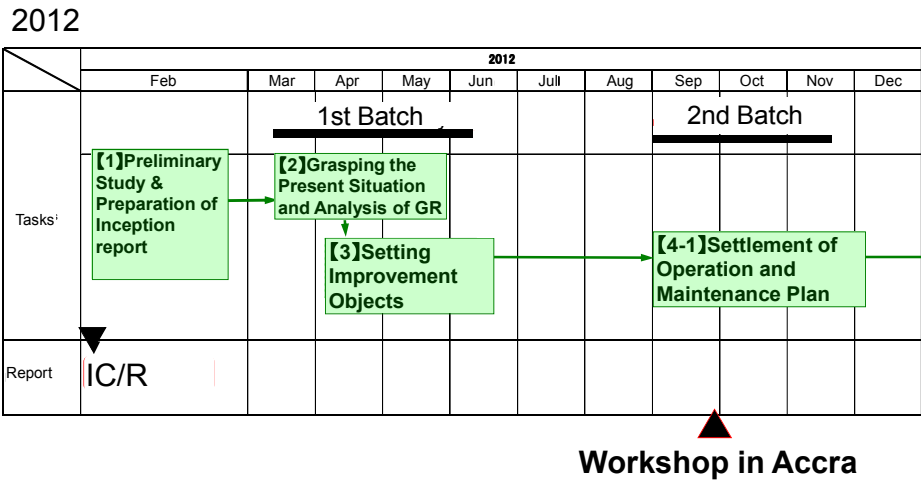 2012
2012
Feb Mar Apr May Jun Jull Aug Sep Oct Nov Dec
1st Batch 2nd Batch
Tasks
【1】Preliminary
Study &
Preparation of
Inception
report
【2】Grasping the
Present Situation
and Analysis of GR
【3】Setting
Improvement
Objects
【4-1】Settlement of
Operation and
Maintenance Plan
Report
IC/R
Workshop in Accra